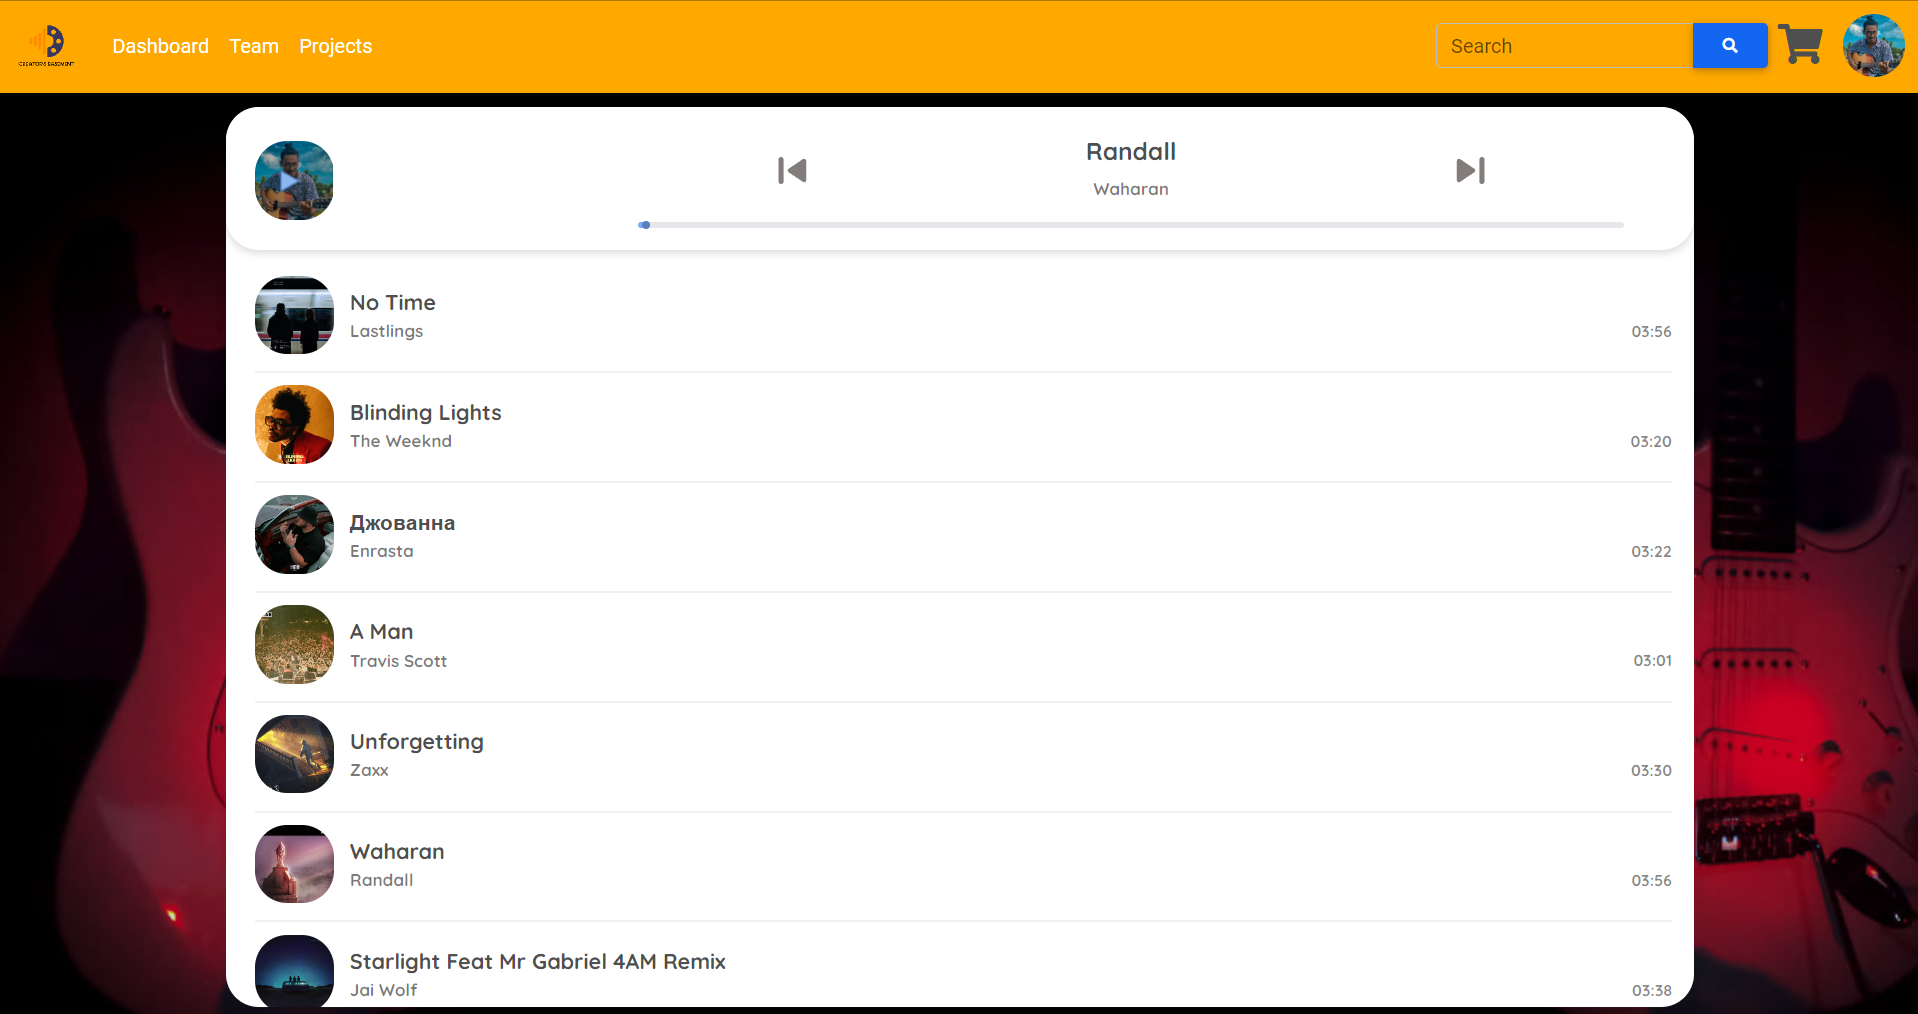 CREATORS BASEMENT
Dashboard Team Projects
Search
Randall
Waharan
No Time
Lastlings
03:56
Blinding Lights
The Weeknd
03:20
Джованна
Enrasta
03:22
A Man
Travis Scott
03:01
Unforgetting
Zaxx
03:30
Waharan
Randall
03:56
Starlight Feat Mr Gabriel 4AM Remix
Jai Wolf
03:38